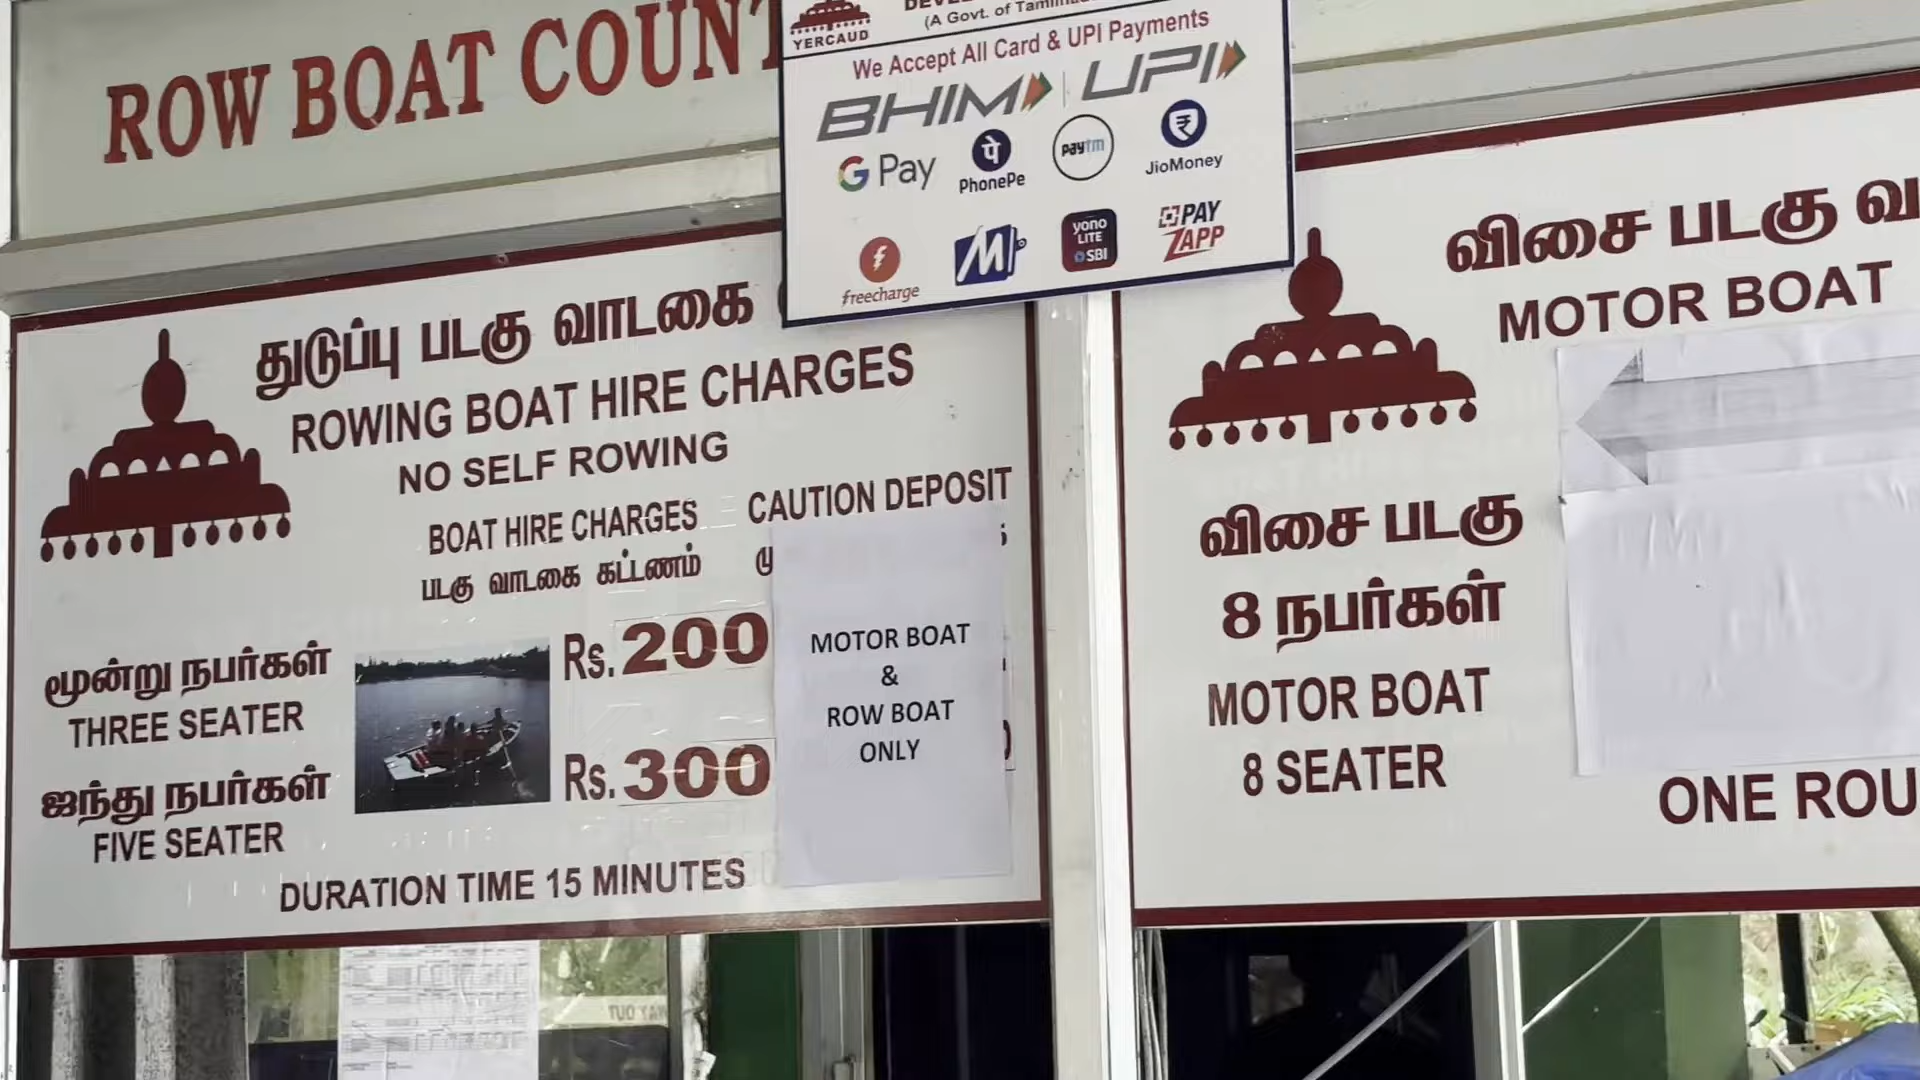 ROW BOAT
YERCAUD
(A Govt. of
We Accept All Card & UPI Payments
BHIM UPI
G Pay
PhonePe
paytm
JioMoney
freecharge
yono
LITE
SBI
PAY
ZAPP
துடுப்பு படகு வாடகை
ROWING BOAT HIRE CHARGES
NO SELF ROWING
BOAT HIRE CHARGES
CAUTION DEPOSIT
படகு வாடகை கட்டணம்
மூன்று நபர்கள்
THREE SEATER
Rs. 200
ஐந்து நபர்கள்
FIVE SEATER
Rs. 300
DURATION TIME 15 MINUTES
MOTOR BOAT
&
ROW BOAT
ONLY
விசை படகு
MOTOR BOAT
விசை படகு
8 நபர்கள்
MOTOR BOAT
8 SEATER
ONE
WAY OUT